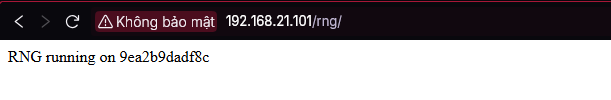 Không bảo mật 192.168.21.101/rng/
RNG running on 9ea2b9dadf8c